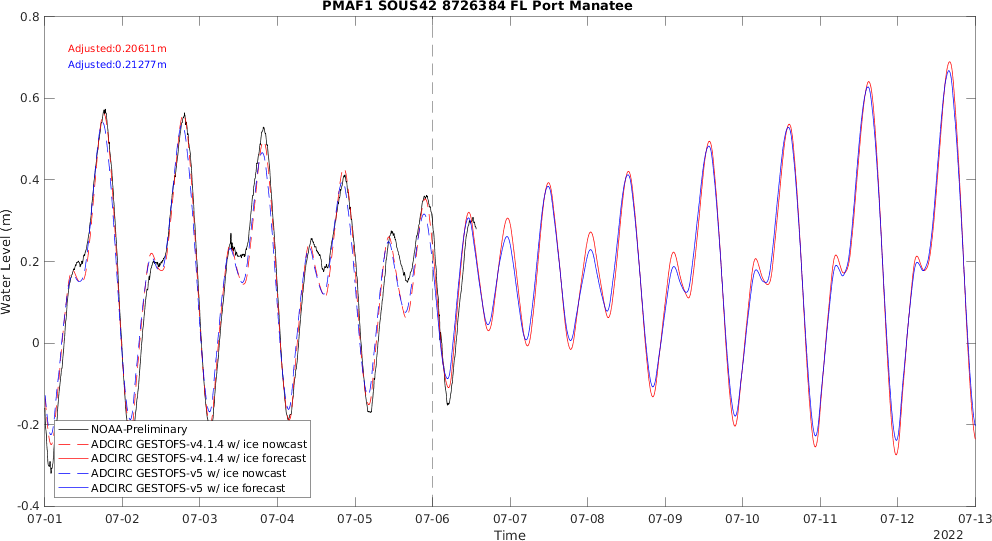 PMAF1 SOUS42 8726384 FL Port Manatee
0.8
0.6
0.4
0.2
0
-0.2
-0.4
Water Level (m)
Adjusted:0.20611m
Adjusted:0.21277m
NOAA-Preliminary
ADCIRC GESTOFS-v4.1.4 w/ ice nowcast
ADCIRC GESTOFS-v4.1.4 w/ ice forecast
ADCIRC GESTOFS-v5 w/ ice nowcast
ADCIRC GESTOFS-v5 w/ ice forecast
07-01 07-02 07-03 07-04 07-05 07-06 07-07 07-08 07-09 07-10 07-11 07-12 07-13
Time
2022